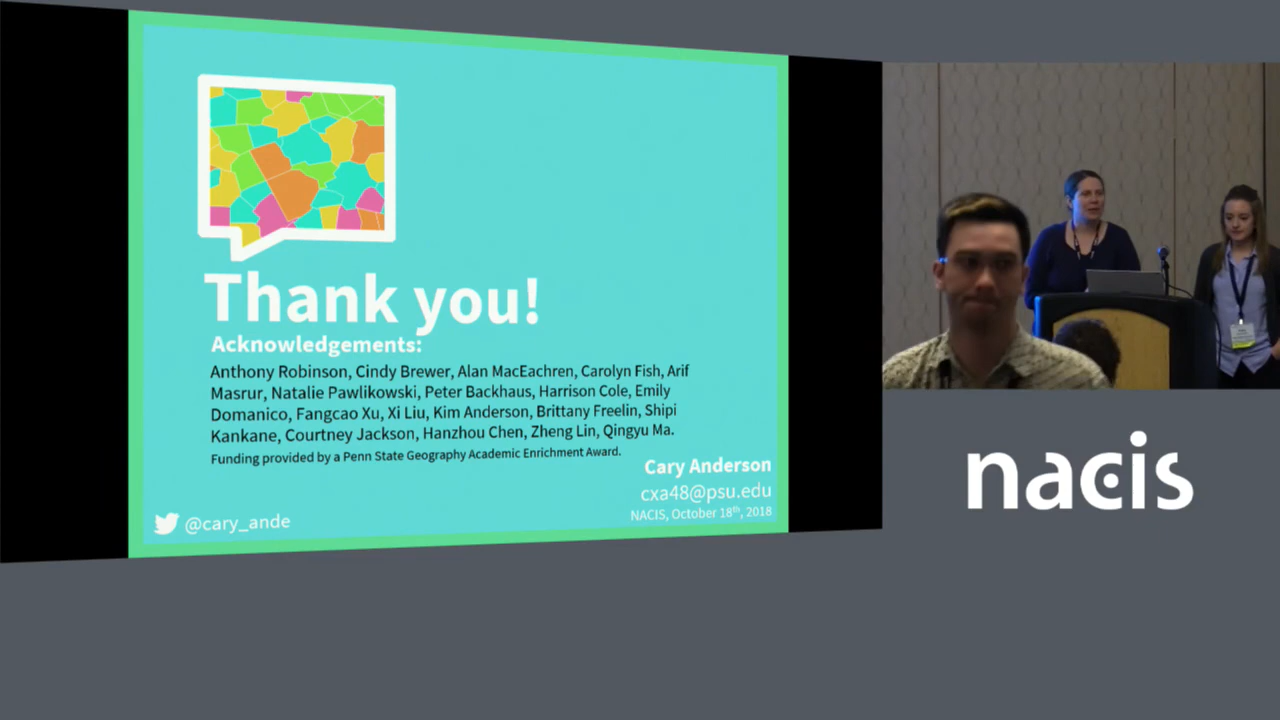 Thank you!
Acknowledgements:
Anthony Robinson, Cindy Brewer, Alan MacEachren, Carolyn Fish, Arif
Masrur, Natalie Pawlikowski, Peter Backhaus, Harrison Cole, Emily
Domanico, Fangcao Xu, Xi Liu, Kim Anderson, Brittany Freelin, Shipi
Kankane, Courtney Jackson, Hanzhou Chen, Zheng Lin, Qingyu Ma.
Funding provided by a Penn State Geography Academic Enrichment Award.
Cary Anderson
cxa48@psu.edu
NACIS, October 18th, 2018
@cary_ande
nacis